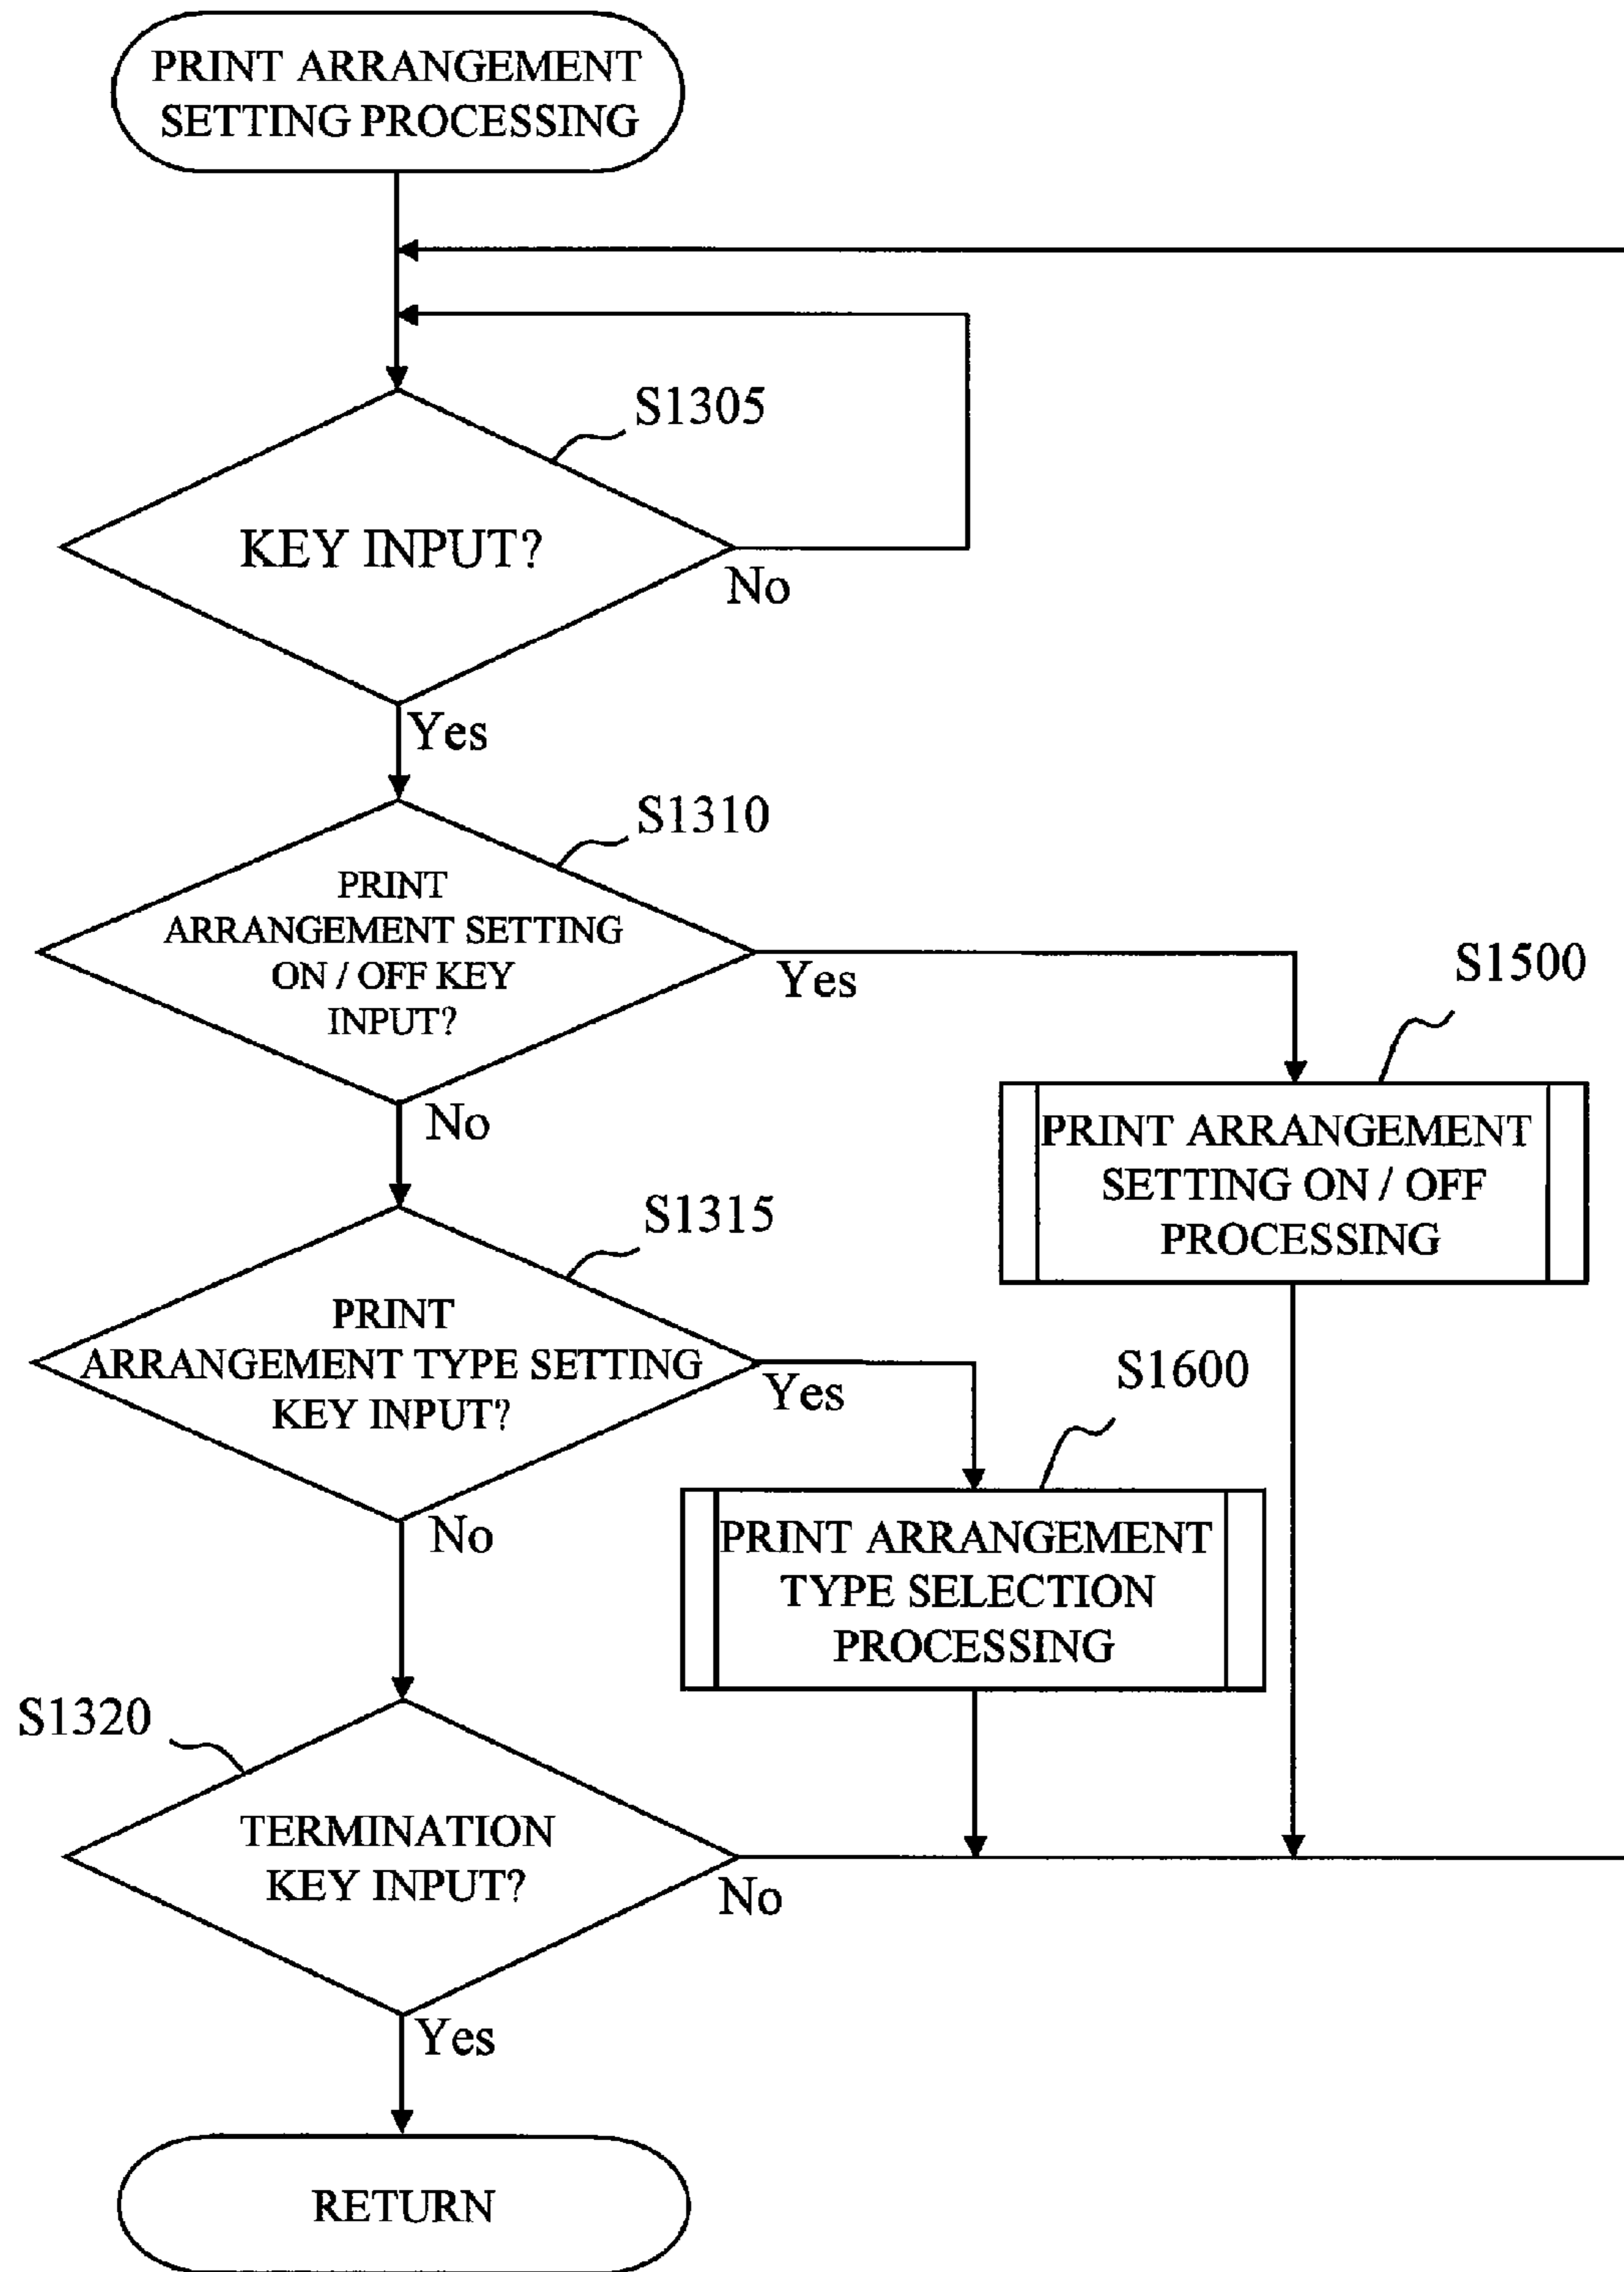 PRINT ARRANGEMENT
SETTING PROCESSING
S1305
KEY INPUT?
No
Yes
S1310
PRINT
ARRANGEMENT SETTING
ON / OFF KEY
INPUT?
Yes
No
S1500
PRINT ARRANGEMENT
SETTING ON / OFF
PROCESSING
S1315
PRINT
ARRANGEMENT TYPE SETTING
KEY INPUT?
Yes
No
S1600
PRINT ARRANGEMENT
TYPE SELECTION
PROCESSING
S1320
TERMINATION
KEY INPUT?
No
Yes
RETURN